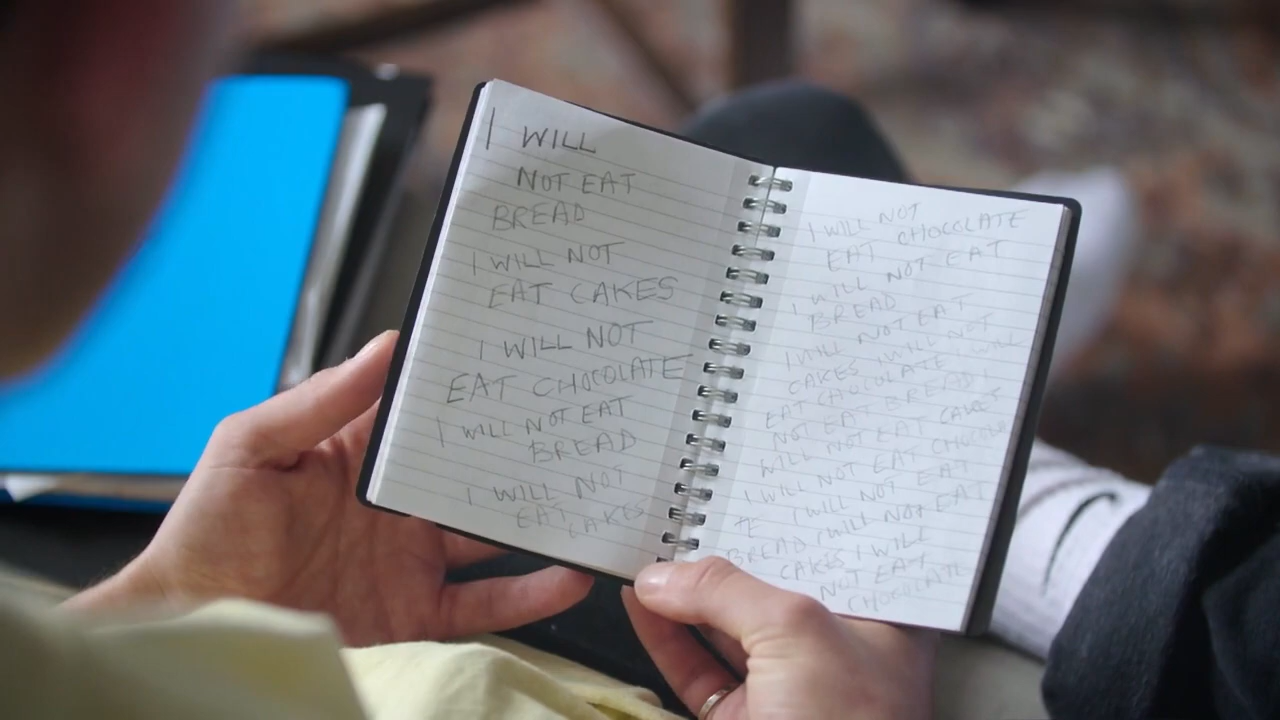 I WILL
NOT EAT
BREAD
I WILL NOT
EAT CAKES
I WILL NOT
EAT CHOCOLATE
I WILL NOT EAT
BREAD
I WILL NOT
EAT
CAKES
I WILL NOT
EAT CHOCOLATE
I WILL NOT EAT
BREAD
I WILL NOT EAT
CAKES I WILL NOT
EAT CHOCOLATE I WILL
NOT EAT BREAD I
WILL NOT EAT CAKES
I WILL NOT EAT CHOCOLA
TE I WILL NOT EAT
BREAD I WILL NOT EAT
CAKES I WILL
NOT EAT
CHOCOLATE